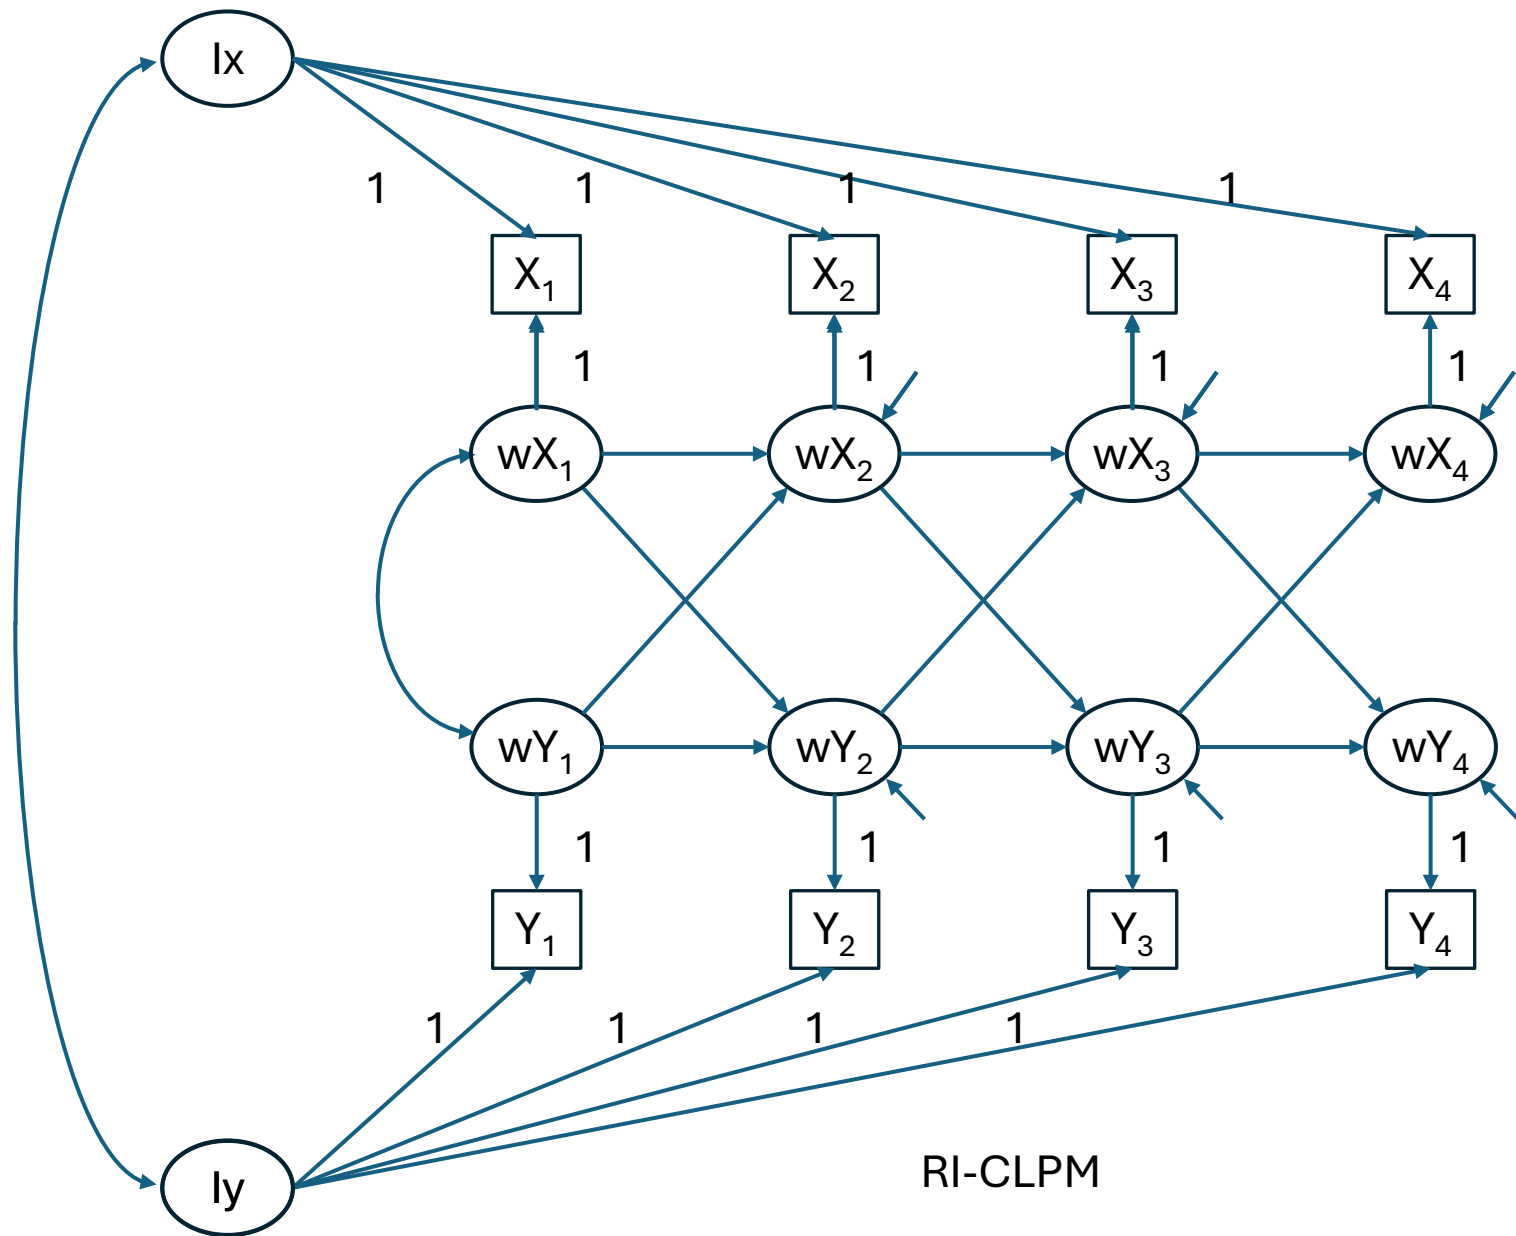 Ix
1 1 1 1
X₁ X₂ X₃ X₄
1 1 1 1
wX₁ wX₂ wX₃ wX₄
wY₁ wY₂ wY₃ wY₄
1 1 1 1
Y₁ Y₂ Y₃ Y₄
1 1 1 1
Iy
RI-CLPM